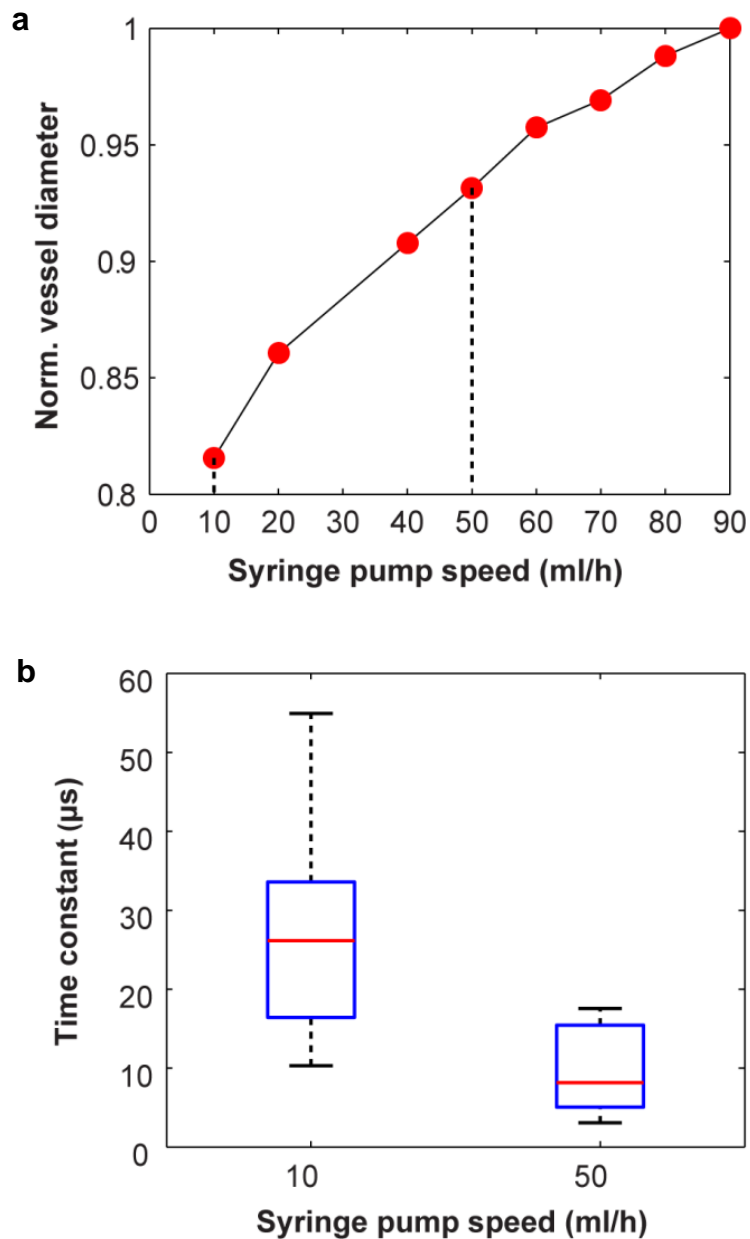 a
1
0.95
0.9
0.85
0.8
Norm. vessel diameter
0 10 20 30 40 50 60 70 80 90
Syringe pump speed (ml/h)
b
60
50
40
30
20
10
0
Time constant (μs)
10 50
Syringe pump speed (ml/h)